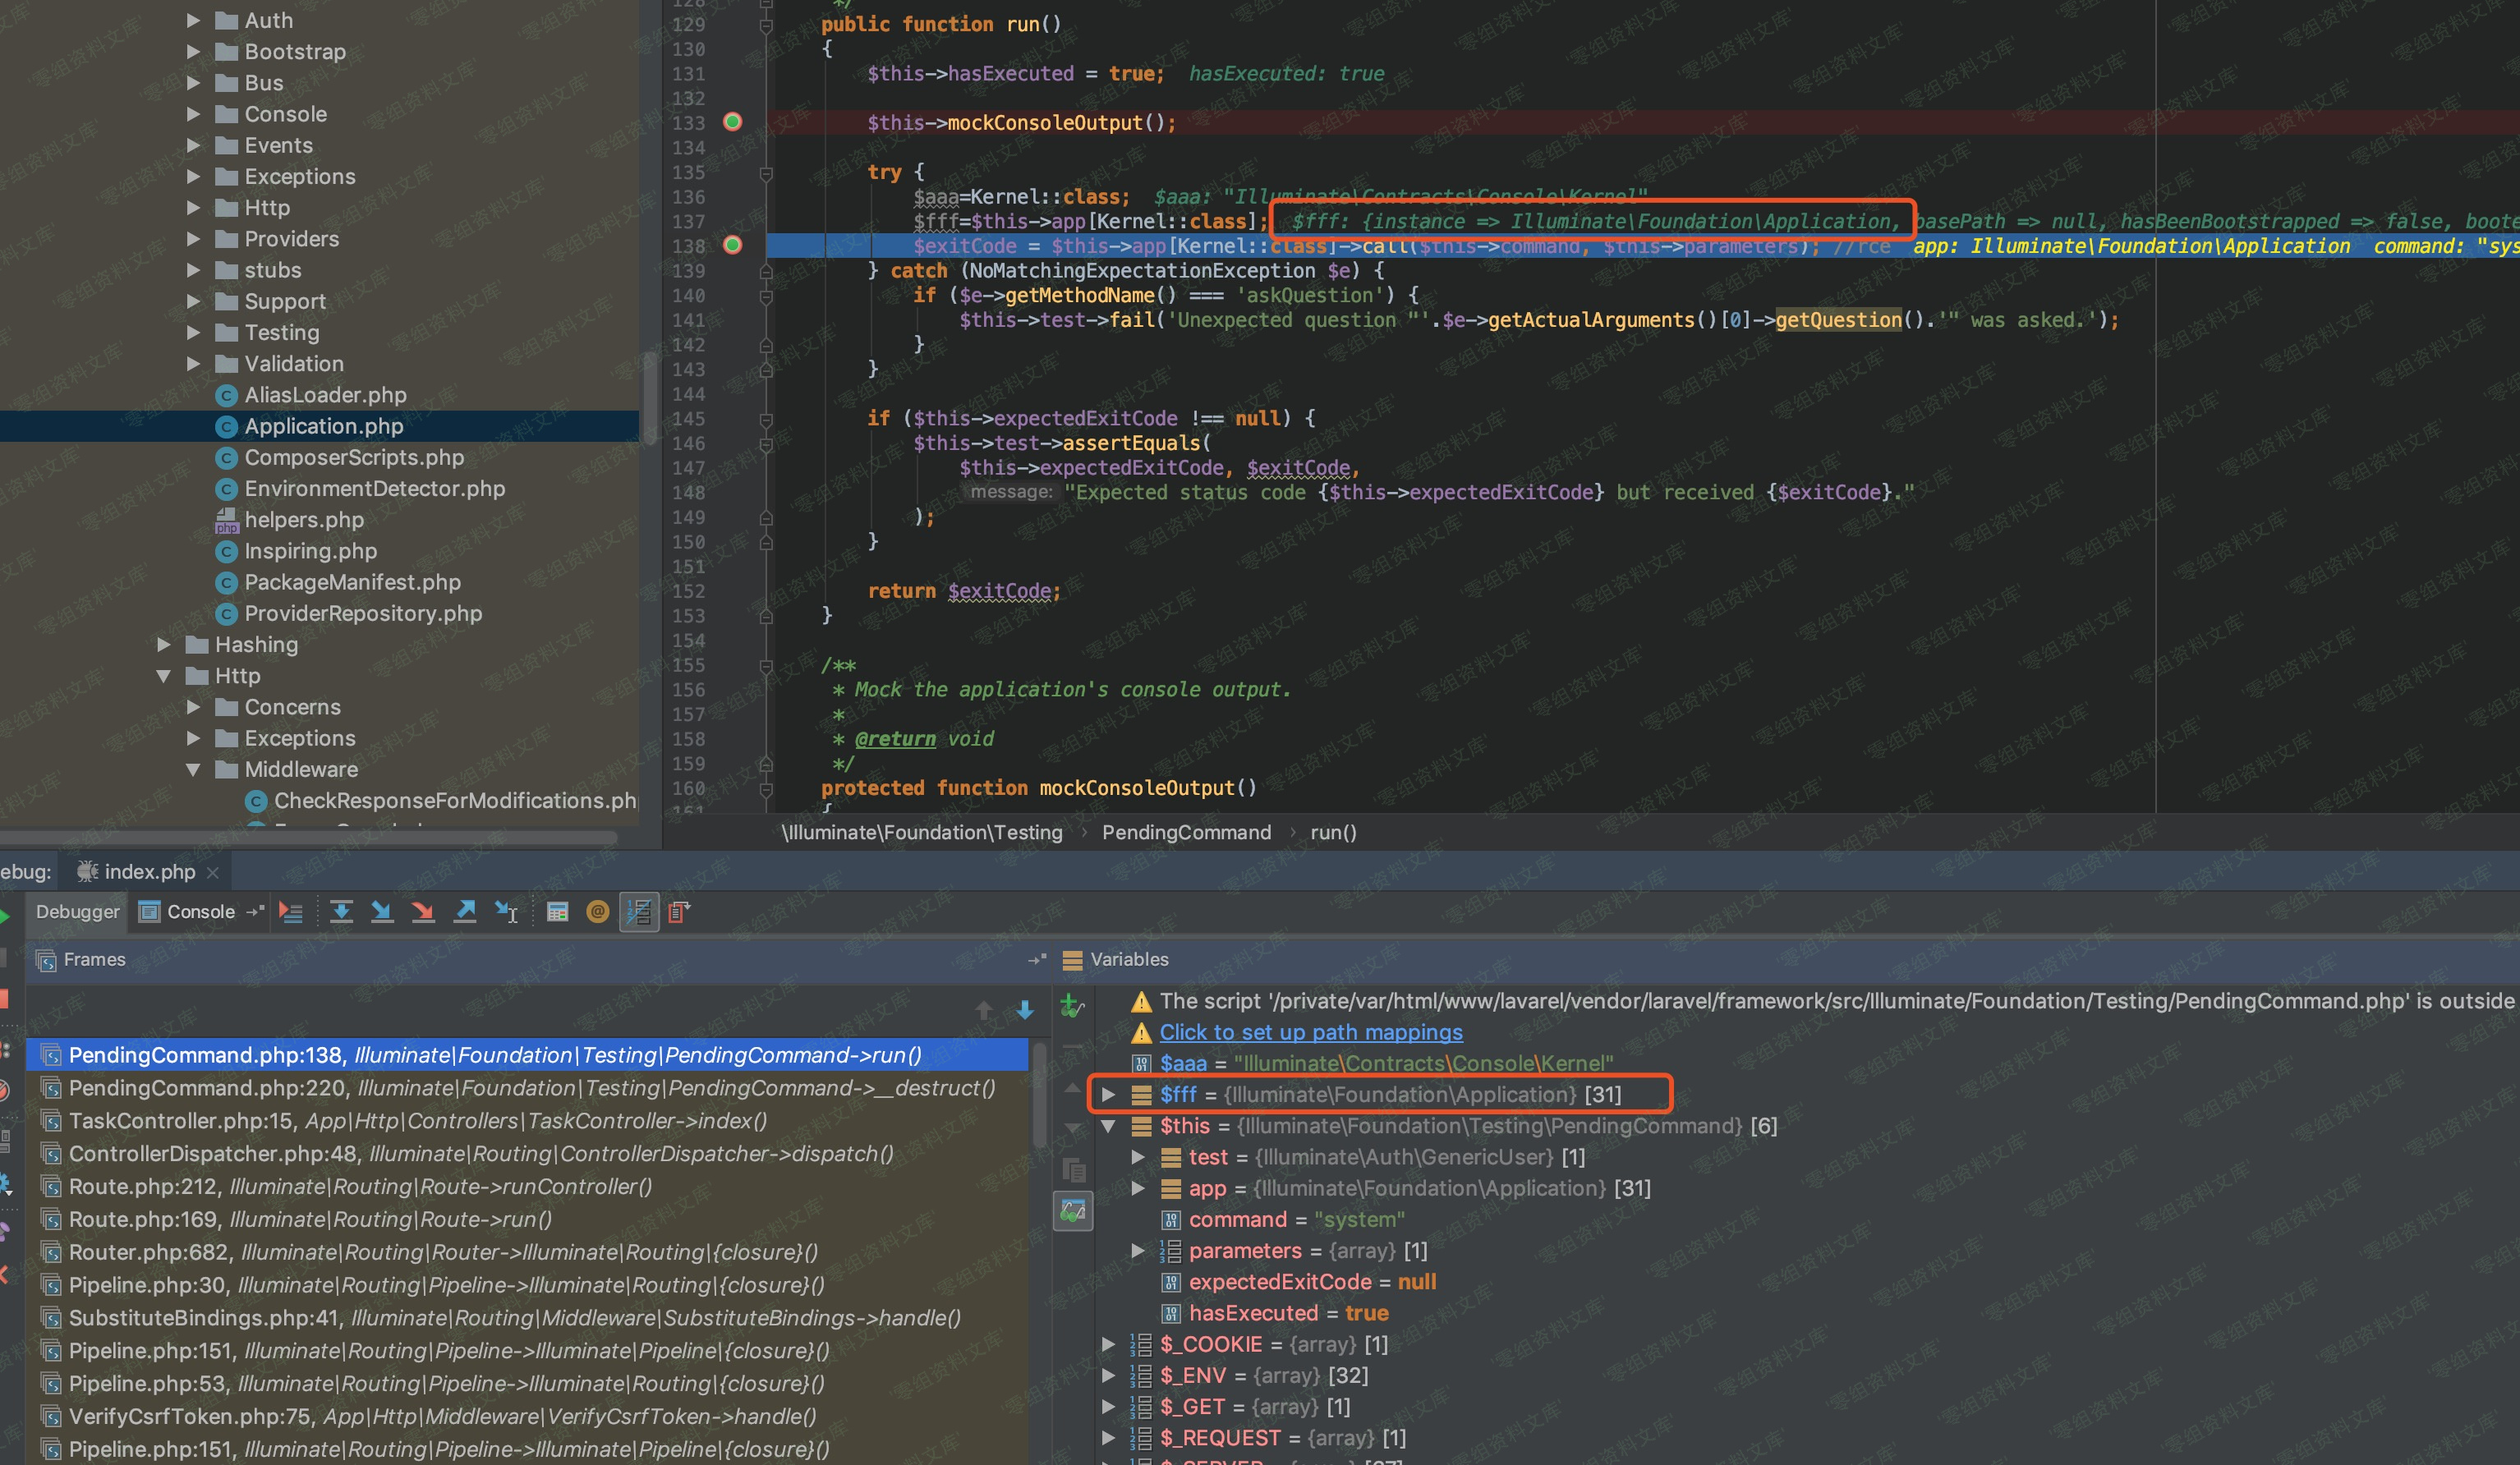 Auth
Bootstrap
Bus
Console
Events
Exceptions
Http
Providers
stubs
Support
Testing
Validation
AliasLoader.php
Application.php
ComposerScripts.php
EnvironmentDetector.php
helpers.php
Inspiring.php
PackageManifest.php
ProviderRepository.php
Hashing
Http
Concerns
Exceptions
Middleware
CheckResponseForModifications.ph
128 */
129 public function run()
130 {
131 $this->hasExecuted = true; hasExecuted: true
132
133 $this->mockConsoleOutput();
134
135 try {
136 $aaa=Kernel::class; $aaa: "Illuminate\Contracts\Console\Kernel"
137 $fff=$this->app[Kernel::class]; $fff: {instance => Illuminate\Foundation\Application, basePath => null, hasBeenBootstrapped => false, boote
138 $exitCode = $this->app[Kernel::class]->call($this->command, $this->parameters); //rce app: Illuminate\Foundation\Application command: "sys
139 } catch (NoMatchingExpectationException $e) {
140 if ($e->getMethodName() === 'askQuestion') {
141 $this->test->fail('Unexpected question "'.$e->getActualArguments()[0]->getQuestion().'" was asked.');
142 }
143 }
144
145 if ($this->expectedExitCode !== null) {
146 $this->test->assertEquals(
147 $this->expectedExitCode, $exitCode,
148 message: "Expected status code {$this->expectedExitCode} but received {$exitCode}."
149 );
150 }
151
152 return $exitCode;
153 }
154
155 /**
156 * Mock the application's console output.
157 *
158 * @return void
159 */
160 protected function mockConsoleOutput()
161 {
\Illuminate\Foundation\Testing › PendingCommand › run()
ebug: index.php ×
Debugger Console
Frames
Variables
PendingCommand.php:138, Illuminate\Foundation\Testing\PendingCommand->run()
PendingCommand.php:220, Illuminate\Foundation\Testing\PendingCommand->__destruct()
TaskController.php:15, App\Http\Controllers\TaskController->index()
ControllerDispatcher.php:48, Illuminate\Routing\ControllerDispatcher->dispatch()
Route.php:212, Illuminate\Routing\Route->runController()
Route.php:169, Illuminate\Routing\Route->run()
Router.php:682, Illuminate\Routing\Router->Illuminate\Routing\{closure}()
Pipeline.php:30, Illuminate\Routing\Pipeline->Illuminate\Routing\{closure}()
SubstituteBindings.php:41, Illuminate\Routing\Middleware\SubstituteBindings->handle()
Pipeline.php:151, Illuminate\Routing\Pipeline->Illuminate\Pipeline\{closure}()
Pipeline.php:53, Illuminate\Routing\Pipeline->Illuminate\Routing\{closure}()
VerifyCsrfToken.php:75, App\Http\Middleware\VerifyCsrfToken->handle()
Pipeline.php:151, Illuminate\Routing\Pipeline->Illuminate\Pipeline\{closure}()
The script '/private/var/html/www/lavarel/vendor/laravel/framework/src/Illuminate/Foundation/Testing/PendingCommand.php' is outside
Click to set up path mappings
$aaa = "Illuminate\Contracts\Console\Kernel"
$fff = {Illuminate\Foundation\Application} [31]
$this = {Illuminate\Foundation\Testing\PendingCommand} [6]
test = {Illuminate\Auth\GenericUser} [1]
app = {Illuminate\Foundation\Application} [31]
command = "system"
parameters = {array} [1]
expectedExitCode = null
hasExecuted = true
$_COOKIE = {array} [1]
$_ENV = {array} [32]
$_GET = {array} [1]
$_REQUEST = {array} [1]
零组资料文库